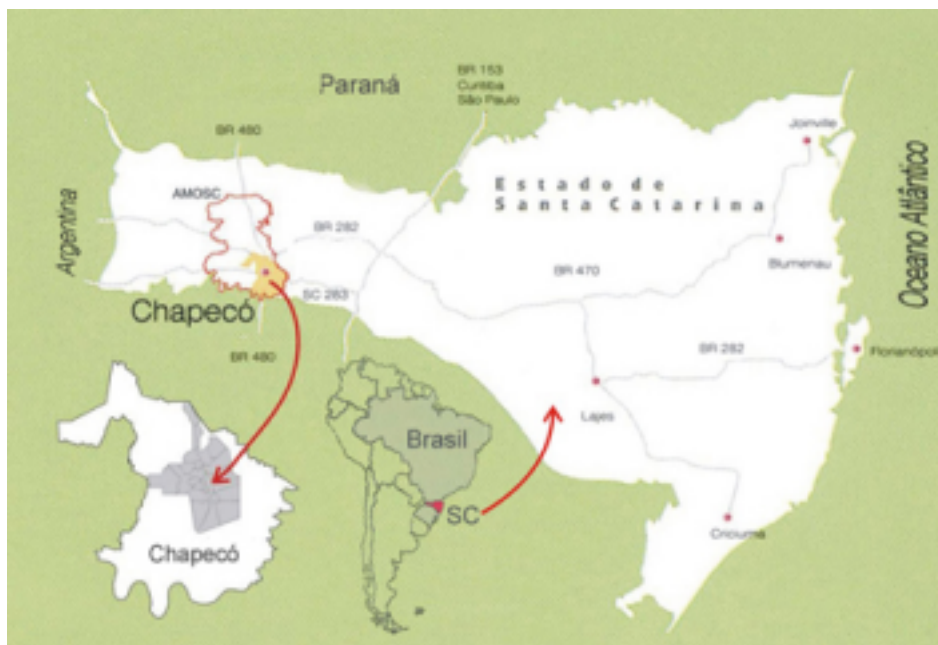 Paraná
BR 153
Curitiba
São Paulo
BR 480
Joinville
AMOSC
Estado de
Santa Catarina
Argentina
BR 282
Oceano Atlântico
Blumenau
BR 470
SC 283
Chapecó
BR 480
BR 282
Florianópol
Lajes
Brasil
SC
Criciuma
Chapecó